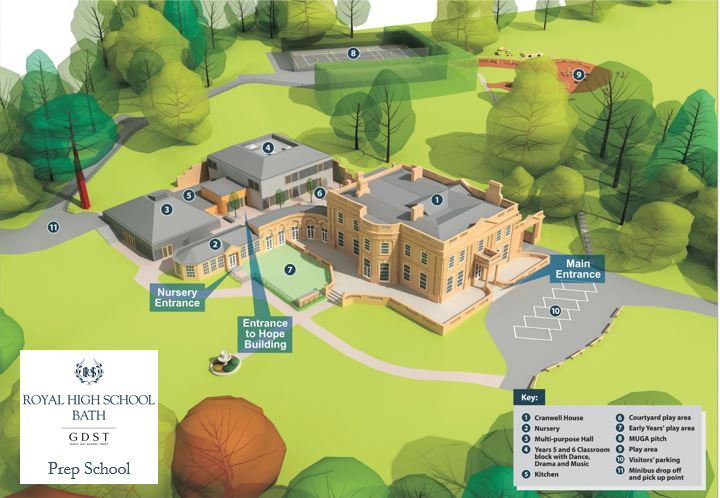 8
9
4
5
3
6
1
11
2
7
Main
Entrance
Nursery
Entrance
10
Entrance
to Hope
Building
ROYAL HIGH SCHOOL
BATH
GDST
Prep School
Key:
1 Cranwell House
2 Nursery
3 Multi-purpose Hall
4 Years 5 and 6 Classroom
block with Dance,
Drama and Music
5 Kitchen
6 Courtyard play area
7 Early Years' play area
8 MUGA pitch
9 Play area
10 Visitors' parking
11 Minibus drop off
and pick up point